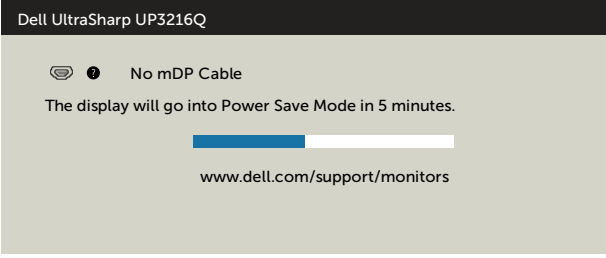 Dell UltraSharp UP3216Q
? No mDP Cable
The display will go into Power Save Mode in 5 minutes.
www.dell.com/support/monitors